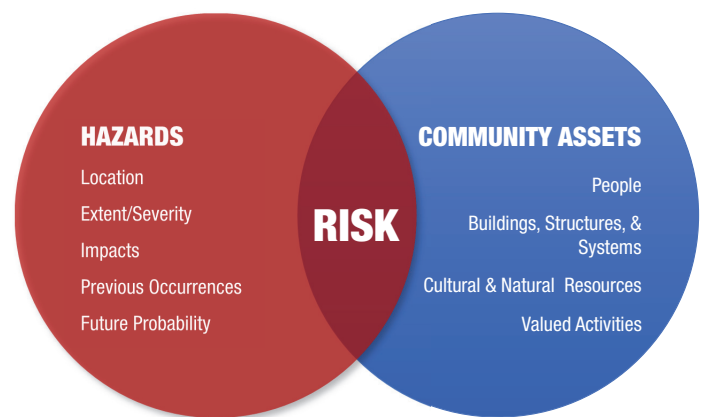 HAZARDS
Location
Extent/Severity
Impacts
Previous Occurrences
Future Probability
RISK
COMMUNITY ASSETS
People
Buildings, Structures, &
Systems
Cultural & Natural Resources
Valued Activities